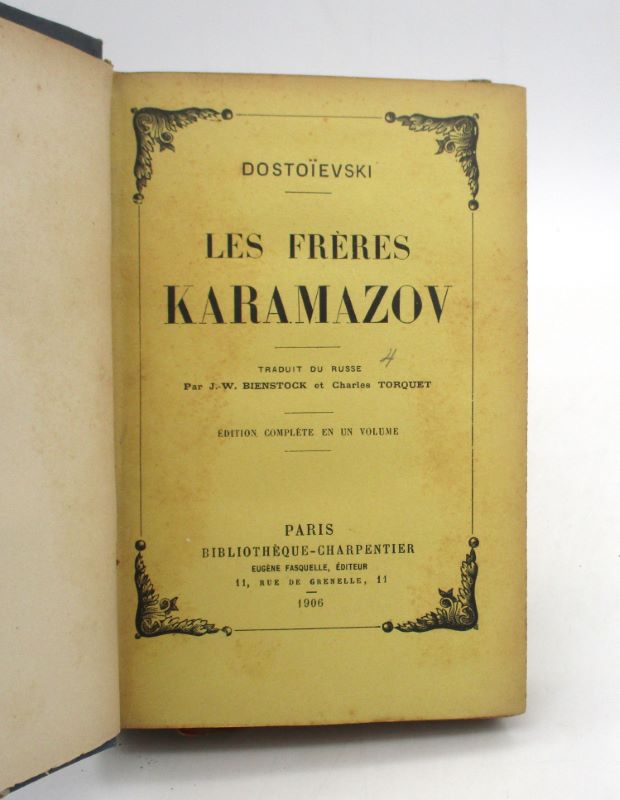 DOSTOÏEVSKI
LES FRÈRES
KARAMAZOV
4
TRADUIT DU RUSSE
Par J.-W. BIENSTOCK et Charles TORQUET
ÉDITION COMPLÈTE EN UN VOLUME
PARIS
BIBLIOTHÈQUE-CHARPENTIER
EUGÈNE FASQUELLE, ÉDITEUR
11, RUE DE GRENELLE, 11
1906